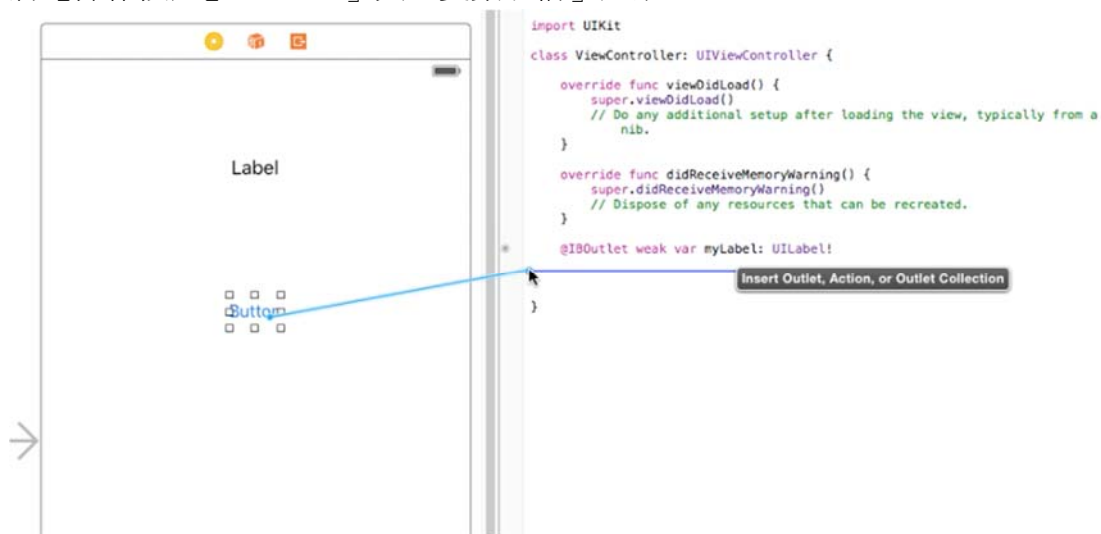 Label
Button
import UIKit
class ViewController: UIViewController {
override func viewDidLoad() {
super.viewDidLoad()
// Do any additional setup after loading the view, typically from a
nib.
}
override func didReceiveMemoryWarning() {
super.didReceiveMemoryWarning()
// Dispose of any resources that can be recreated.
}
@IBOutlet weak var myLabel: UILabel!
Insert Outlet, Action, or Outlet Collection
}